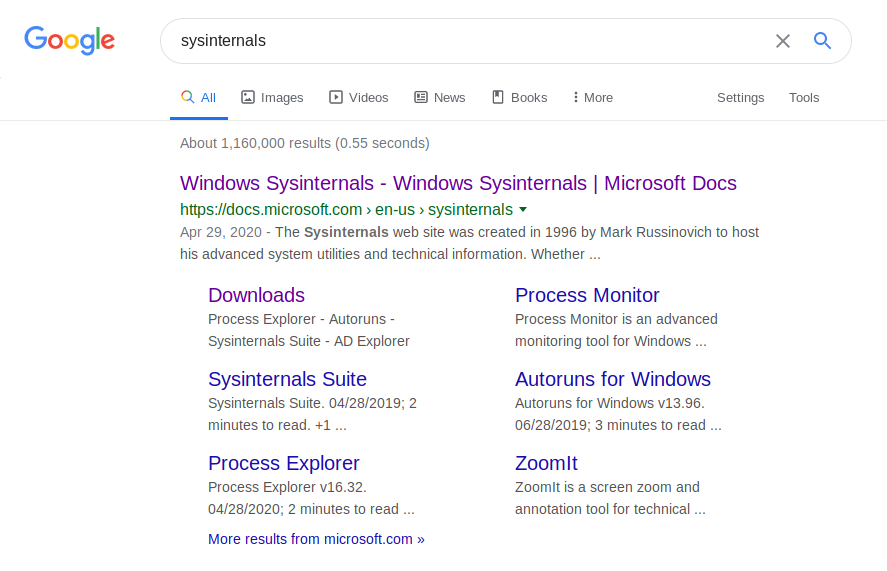 Google
sysinternals
All Images Videos News Books More Settings Tools
About 1,160,000 results (0.55 seconds)
Windows Sysinternals - Windows Sysinternals | Microsoft Docs
https://docs.microsoft.com › en-us › sysinternals
Apr 29, 2020 - The Sysinternals web site was created in 1996 by Mark Russinovich to host
his advanced system utilities and technical information. Whether ...
Downloads
Process Explorer - Autoruns -
Sysinternals Suite - AD Explorer
Process Monitor
Process Monitor is an advanced
monitoring tool for Windows ...
Sysinternals Suite
Sysinternals Suite. 04/28/2019; 2
minutes to read. +1 ...
Autoruns for Windows
Autoruns for Windows v13.96.
06/28/2019; 3 minutes to read ...
Process Explorer
Process Explorer v16.32.
04/28/2020; 2 minutes to read ...
ZoomIt
ZoomIt is a screen zoom and
annotation tool for technical ...
More results from microsoft.com »